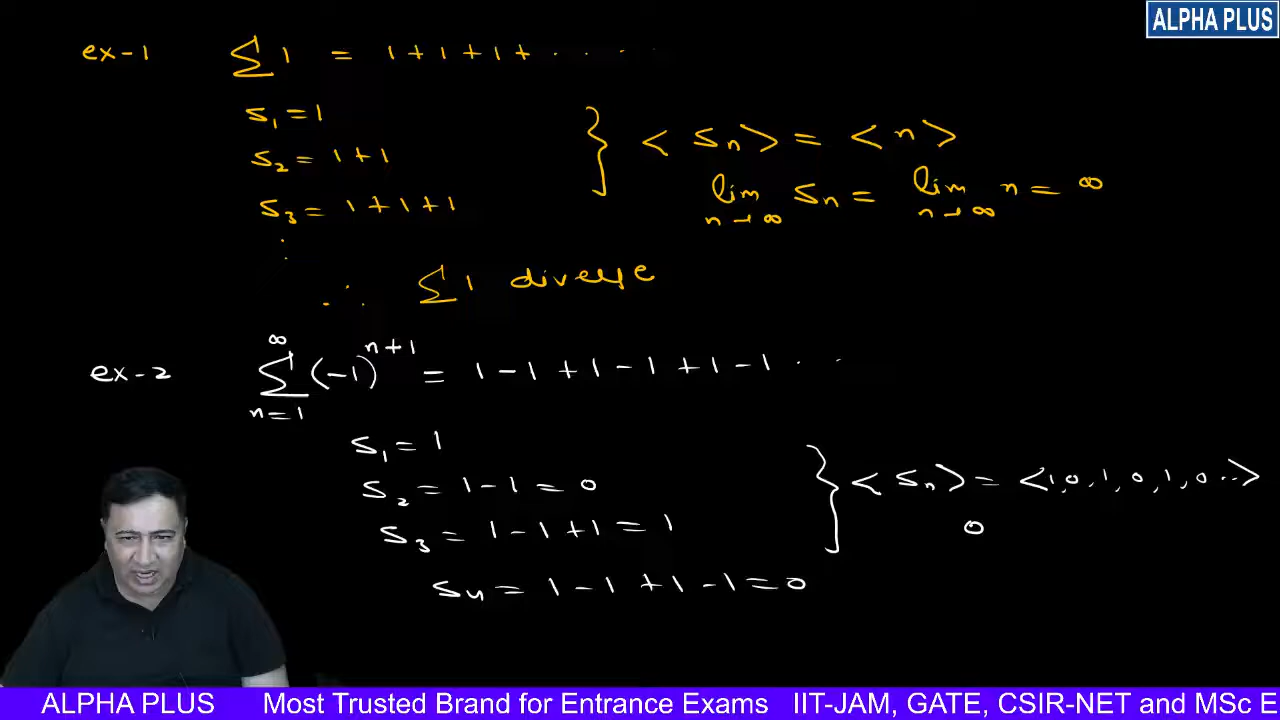 ALPHA PLUS
ex-1 ∑ 1 = 1 + 1 + 1 + . . . . .
S₁ = 1
S₂ = 1 + 1
S₃ = 1 + 1 + 1
⋮
} < Sₙ > = < n >
lim n→∞ Sₙ = lim n→∞ n = ∞
∴ ∑ 1 diverge
ex-2 ∞ ∑ n=1 (-1)ⁿ⁺¹ = 1 - 1 + 1 - 1 + 1 - 1 . . .
S₁ = 1
S₂ = 1 - 1 = 0
S₃ = 1 - 1 + 1 = 1
S₄ = 1 - 1 + 1 - 1 = 0
} < Sₙ > = < 1, 0, 1, 0, 1, 0 .. >
0
ALPHA PLUS Most Trusted Brand for Entrance Exams IIT-JAM, GATE, CSIR-NET and MSc E